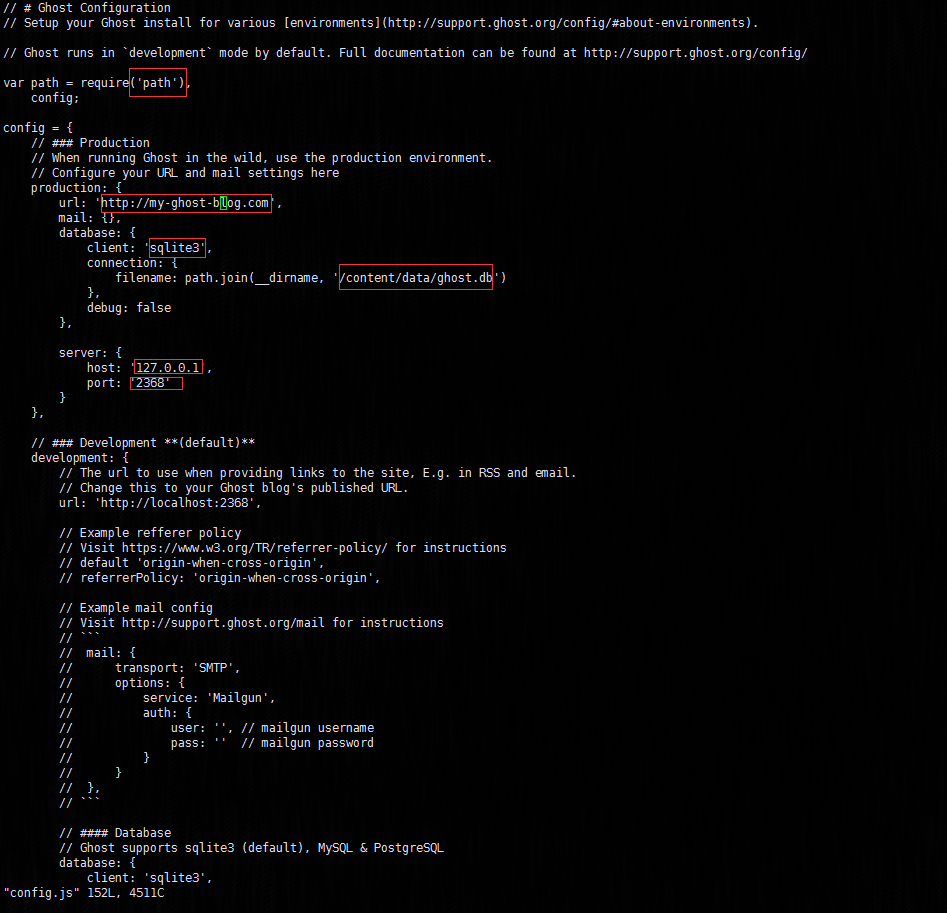 // # Ghost Configuration
// Setup your Ghost install for various [environments](http://support.ghost.org/config/#about-environments).

// Ghost runs in `development` mode by default. Full documentation can be found at http://support.ghost.org/config/

var path = require('path'),
    config;

config = {
    // ### Production
    // When running Ghost in the wild, use the production environment.
    // Configure your URL and mail settings here
    production: {
        url: 'http://my-ghost-blog.com',
        mail: {},
        database: {
            client: 'sqlite3',
            connection: {
                filename: path.join(__dirname, '/content/data/ghost.db')
            },
            debug: false
        },

        server: {
            host: '127.0.0.1',
            port: '2368'
        }
    },

    // ### Development **(default)**
    development: {
        // The url to use when providing links to the site, E.g. in RSS and email.
        // Change this to your Ghost blog's published URL.
        url: 'http://localhost:2368',

        // Example refferer policy
        // Visit https://www.w3.org/TR/referrer-policy/ for instructions
        // default 'origin-when-cross-origin',
        // referrerPolicy: 'origin-when-cross-origin',

        // Example mail config
        // Visit http://support.ghost.org/mail for instructions
        // ```
        //  mail: {
        //      transport: 'SMTP',
        //      options: {
        //          service: 'Mailgun',
        //          auth: {
        //              user: '', // mailgun username
        //              pass: ''  // mailgun password
        //          }
        //      }
        //  },
        // ```

        // #### Database
        // Ghost supports sqlite3 (default), MySQL & PostgreSQL
        database: {
            client: 'sqlite3',
"config.js" 152L, 4511C